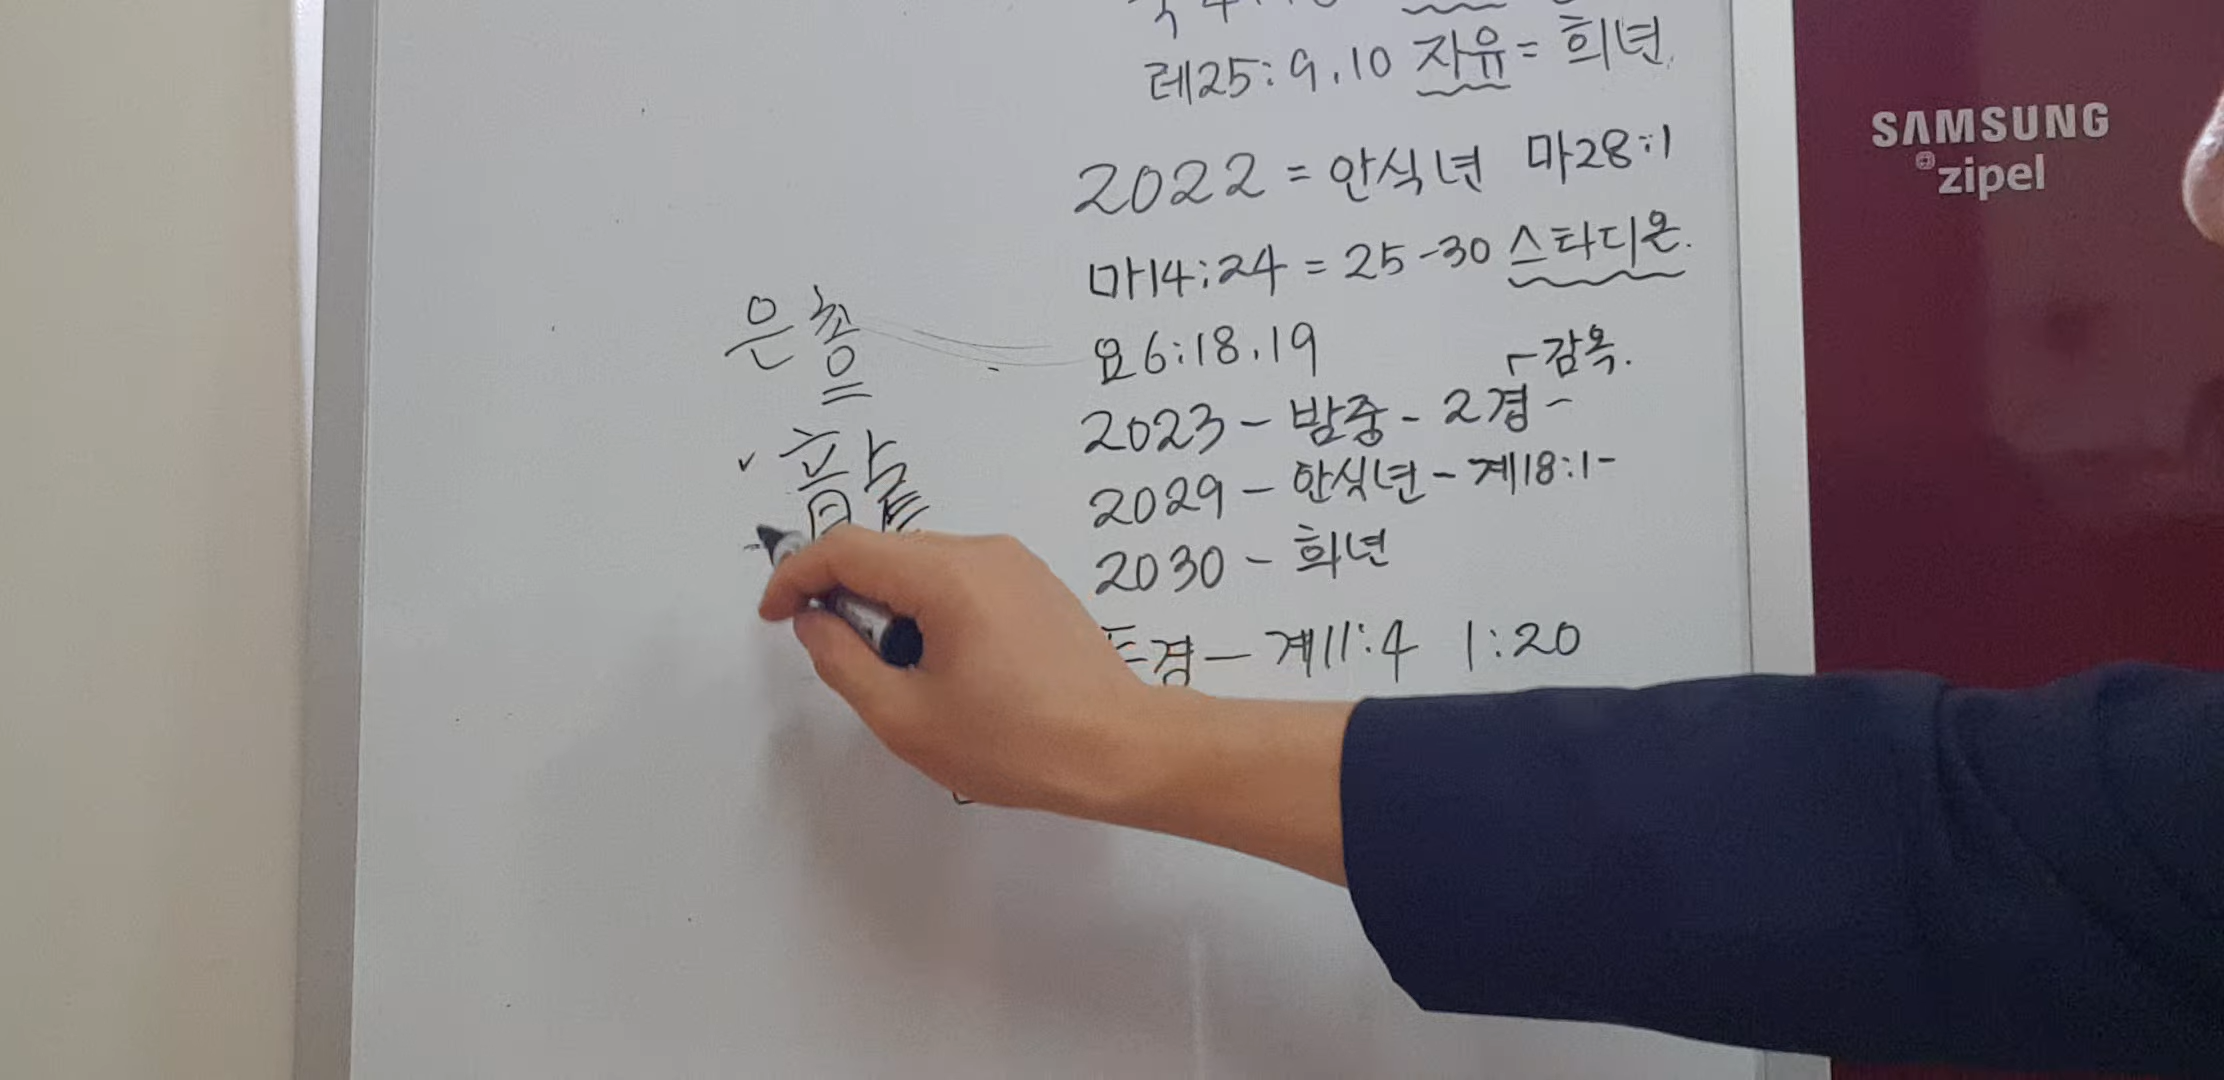 레25:9.10 자유=희년.
2022=안식년 마28:1
마14:24=25-30 스타디온.
요6:18.19
감옥.
2023-밤중-2경-
2029-안식년-계18:1-
2030-희년
경-계11:4 1:20
은총
龍
SAMSUNG
zipel